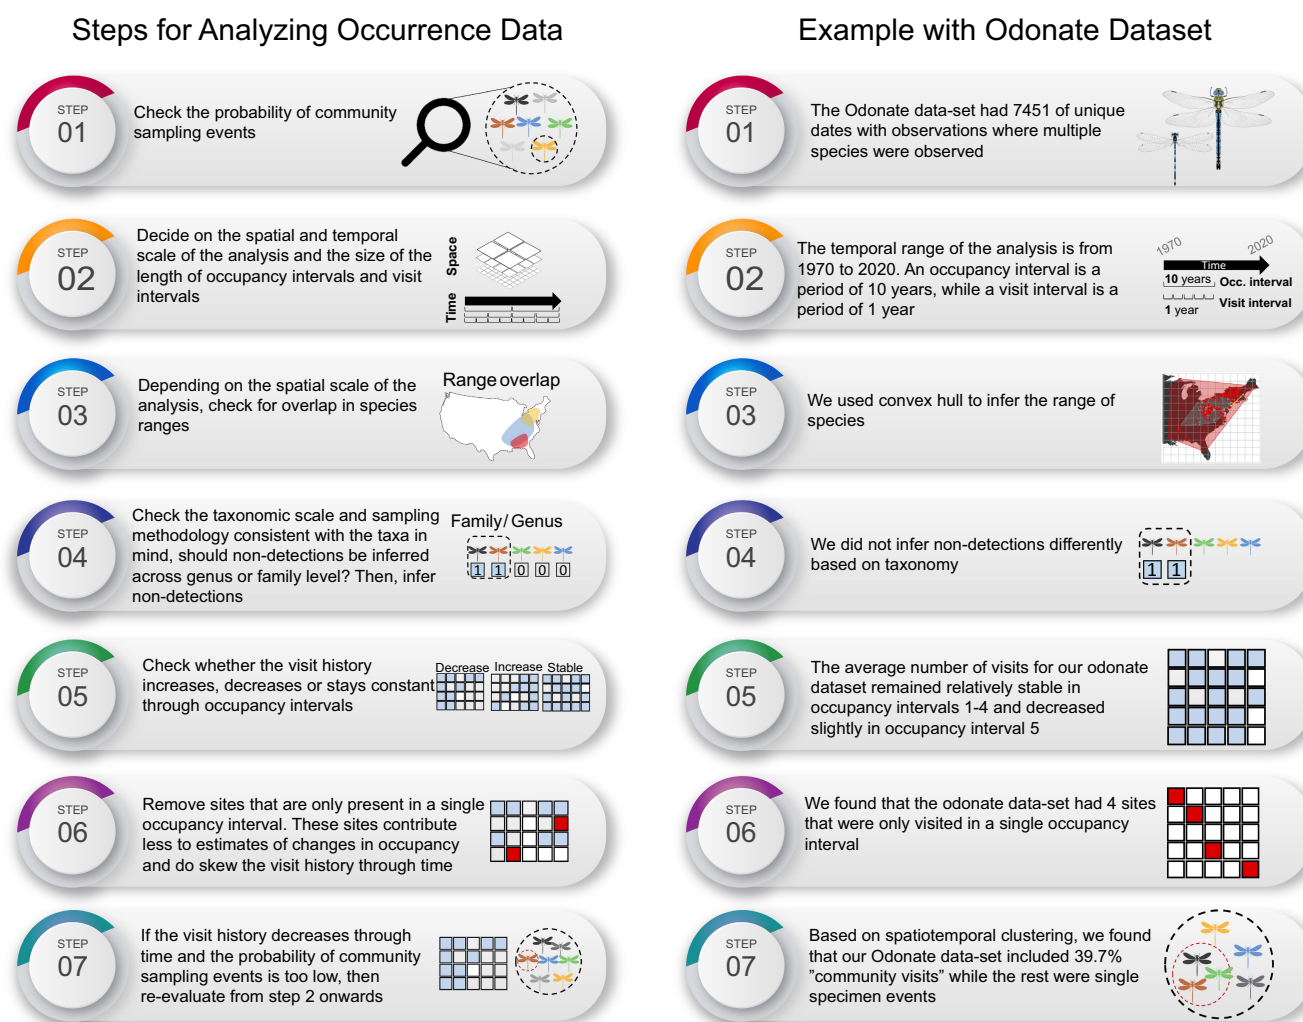 Steps for Analyzing Occurrence Data
STEP
01
Check the probability of community
sampling events
STEP
02
Decide on the spatial and temporal
scale of the analysis and the size of the
length of occupancy intervals and visit
intervals
Space
Time
STEP
03
Depending on the spatial scale of the
analysis, check for overlap in species
ranges
Range overlap
STEP
04
Check the taxonomic scale and sampling
methodology consistent with the taxa in
mind, should non-detections be inferred
across genus or family level? Then, infer
non-detections
Family/ Genus
1 1 0 0 0
STEP
05
Check whether the visit history
increases, decreases or stays constant
through occupancy intervals
Decrease Increase Stable
STEP
06
Remove sites that are only present in a single
occupancy interval. These sites contribute
less to estimates of changes in occupancy
and do skew the visit history through time
STEP
07
If the visit history decreases through
time and the probability of community
sampling events is too low, then
re-evaluate from step 2 onwards
Example with Odonate Dataset
STEP
01
The Odonate data-set had 7451 of unique
dates with observations where multiple
species were observed
STEP
02
The temporal range of the analysis is from
1970 to 2020. An occupancy interval is a
period of 10 years, while a visit interval is a
period of 1 year
1970 2020
Time
10 years Occ. interval
Visit interval
1 year
STEP
03
We used convex hull to infer the range of
species
STEP
04
We did not infer non-detections differently
based on taxonomy
1 1
STEP
05
The average number of visits for our odonate
dataset remained relatively stable in
occupancy intervals 1-4 and decreased
slightly in occupancy interval 5
STEP
06
We found that the odonate data-set had 4 sites
that were only visited in a single occupancy
interval
STEP
07
Based on spatiotemporal clustering, we found
that our Odonate data-set included 39.7%
”community visits” while the rest were single
specimen events